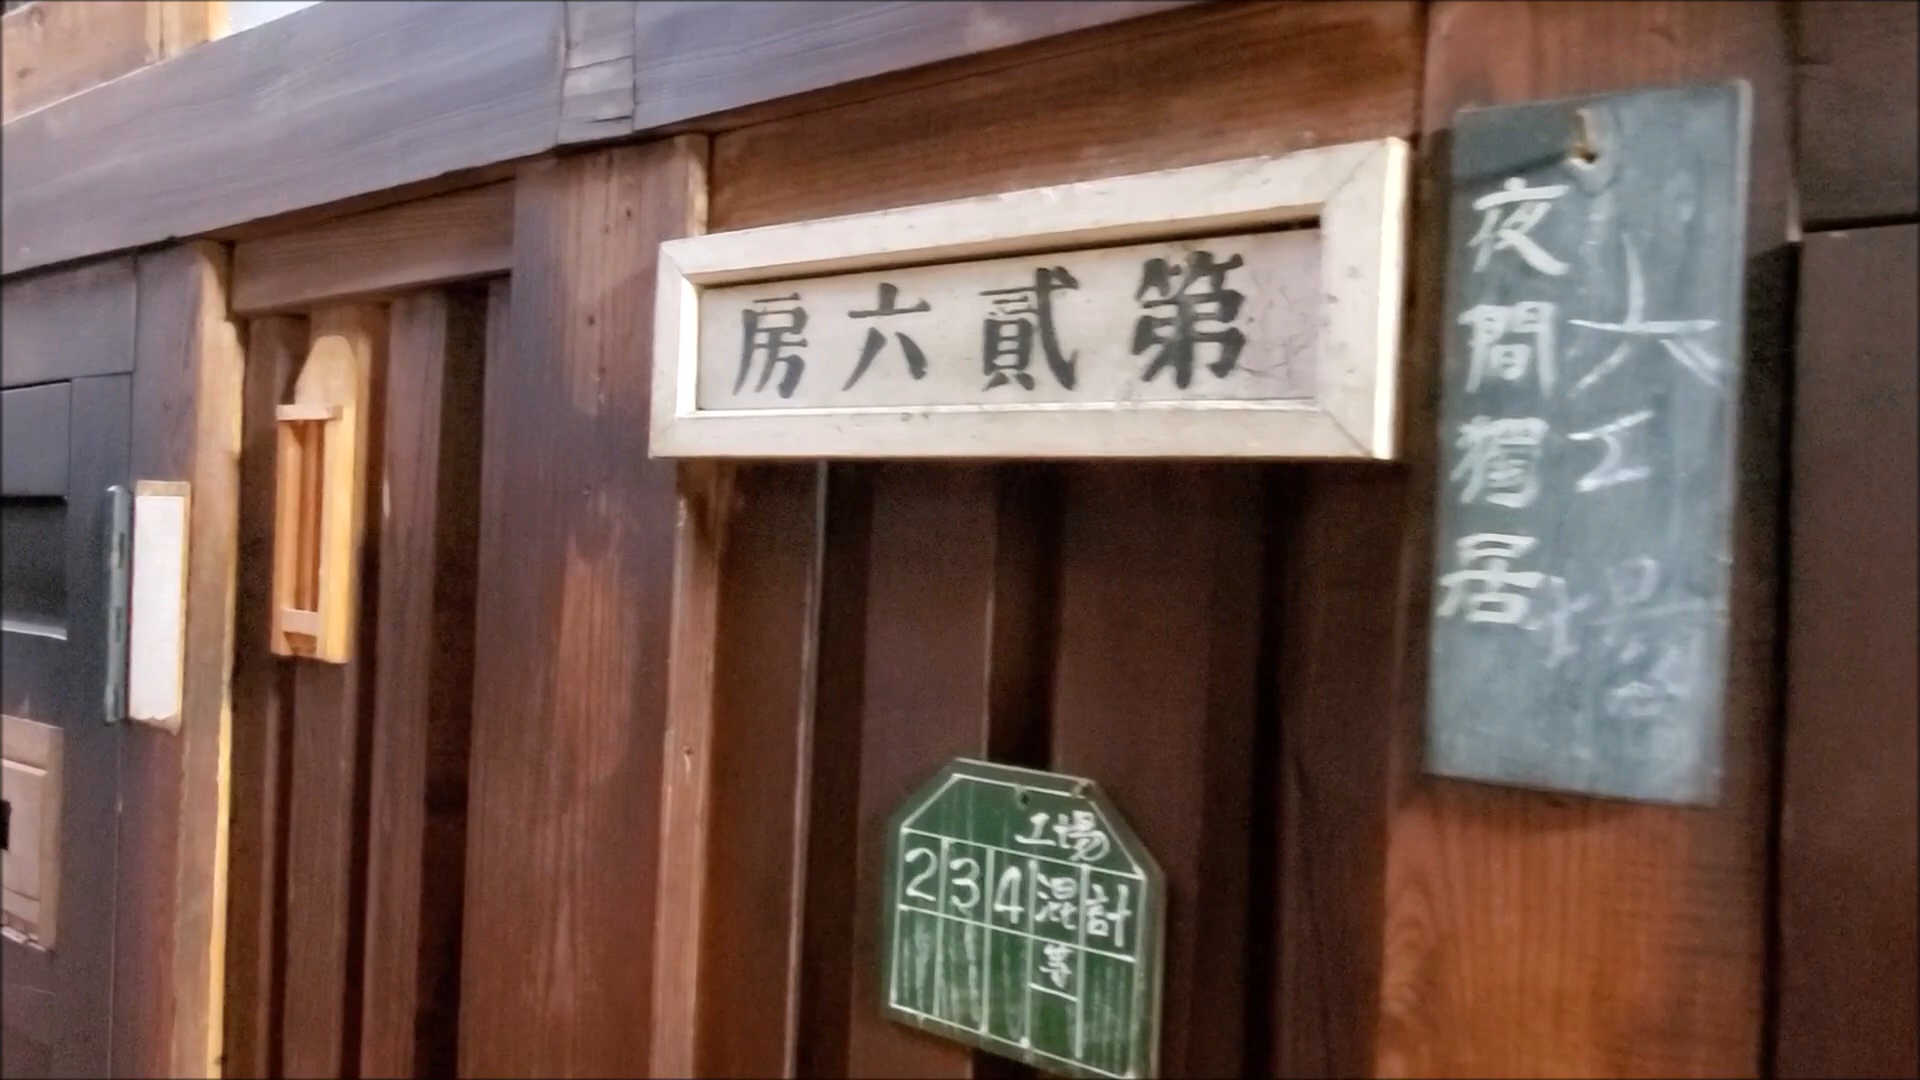 第貳六房
六工場
夜間獨居
工場
2 3 4 混 計
等